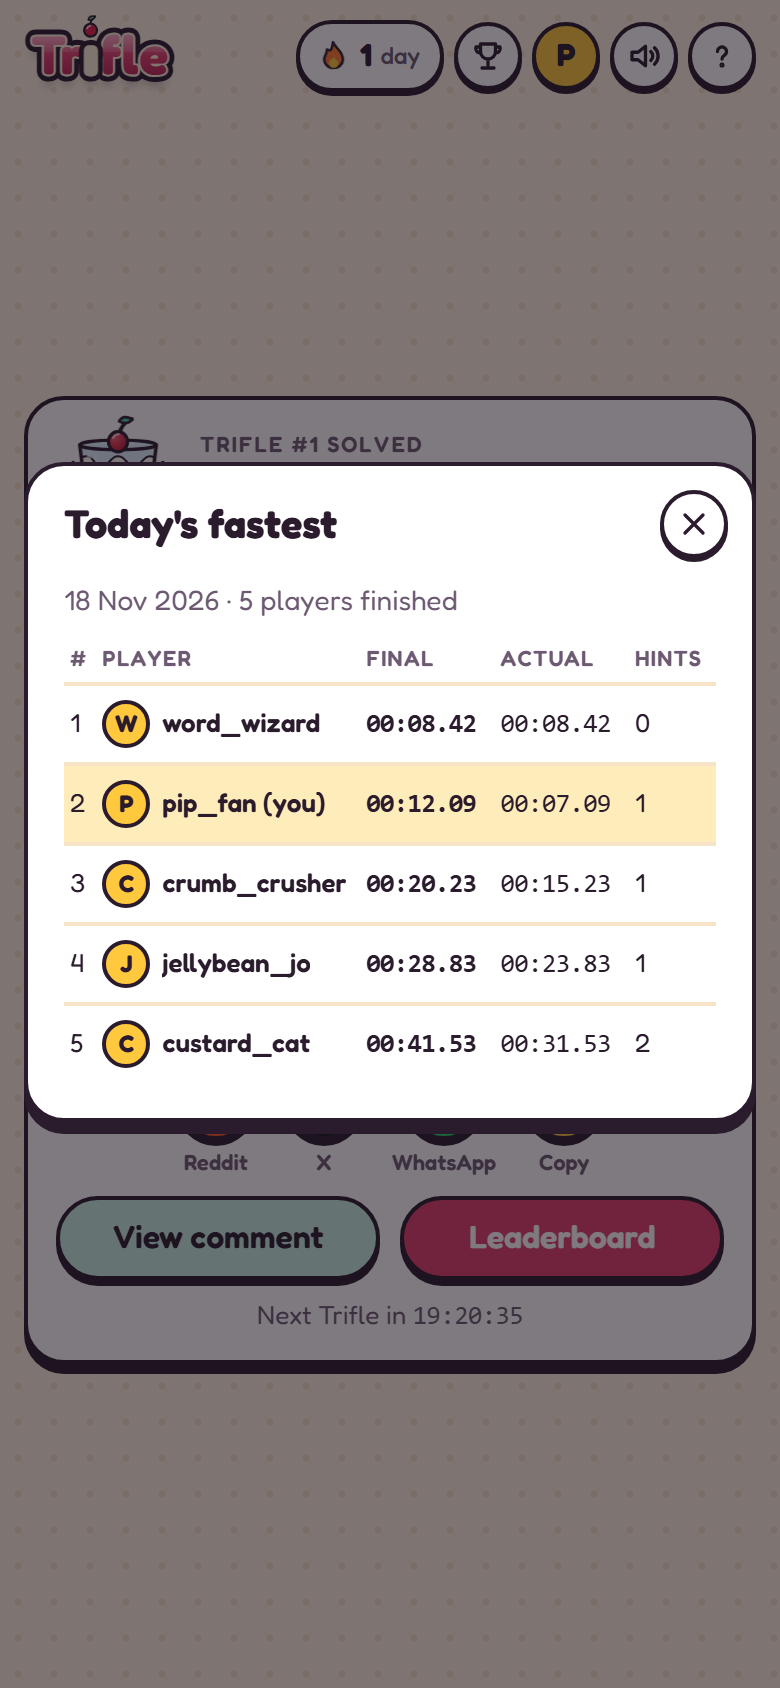 Trifle
1 day
P
?
TRIFLE #1 SOLVED
Today's fastest
18 Nov 2026 · 5 players finished
# PLAYER FINAL ACTUAL HINTS
1 W word_wizard 00:08.42 00:08.42 0
2 P pip_fan (you) 00:12.09 00:07.09 1
3 C crumb_crusher 00:20.23 00:15.23 1
4 J jellybean_jo 00:28.83 00:23.83 1
5 C custard_cat 00:41.53 00:31.53 2
Reddit X WhatsApp Copy
View comment Leaderboard
Next Trifle in 19:20:35